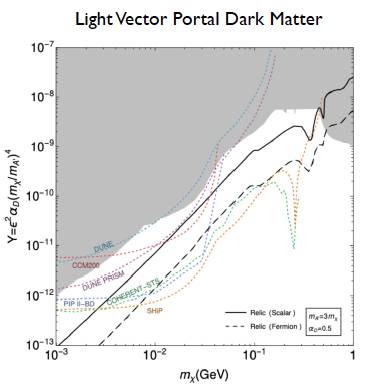 Light Vector Portal Dark Matter
Y=ϵ²α_D(m_χ/m_A')⁴
10⁻⁷
10⁻⁸
10⁻⁹
10⁻¹⁰
10⁻¹¹
10⁻¹²
10⁻¹³
DUNE
CCM200
DUNE PRISM
PIP II-BD
COHERENT-STS
SHiP
Relic (Scalar)
Relic (Fermion)
m_A'=3m_χ
α_D=0.5
10⁻³
10⁻²
10⁻¹
1
m_χ(GeV)